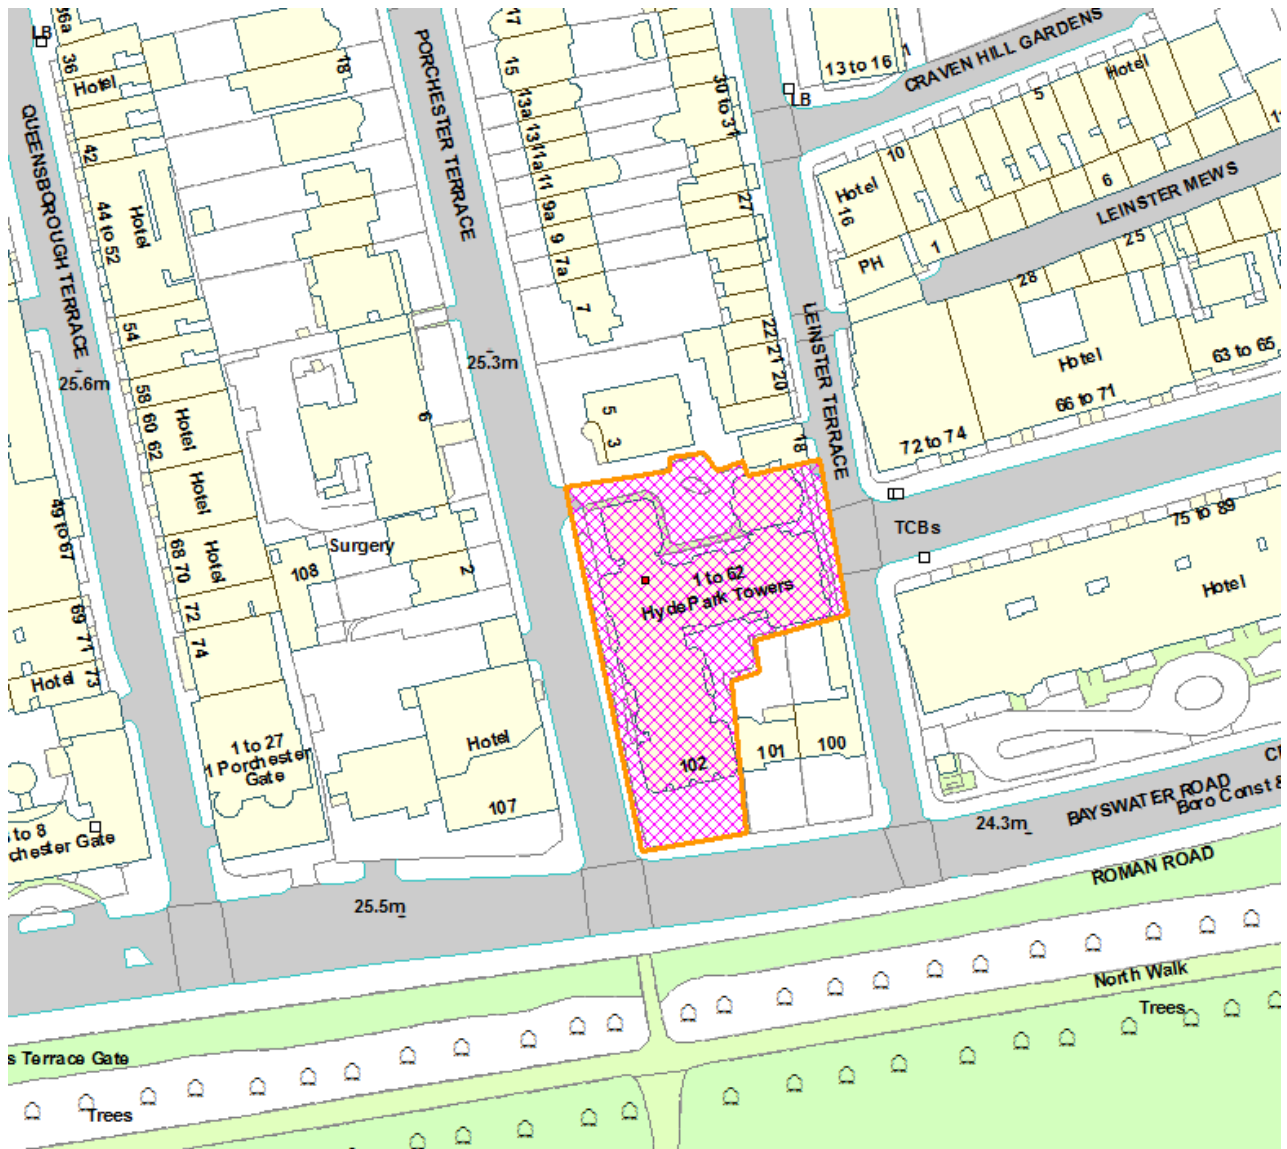 36a
LB
36
Hotel
18
17
15
13a
13
11a
11
9a
9
7a
7
PORCHESTER TERRACE
30 to 31
13 to 16
1
LB
CRAVEN HILL GARDENS
Hotel
5
10
Hotel
16
6
LEINSTER MEWS
PH
1
25
28
QUEENSBOROUGH TERRACE
42
44 to 52
Hotel
27
54
25.6m
25.3m
22
21
20
LEINSTER TERRACE
Hotel
63 to 65
66 to 71
72 to 74
58
60
62
Hotel
6
5
3
18
Hotel
49 to 67
TCBs
75 to 89
Hotel
Surgery
68
70
Hotel
108
2
1 to 62
Hyde Park Towers
69
71
73
72
74
Hotel
1 to 27
1 Porchester
Gate
Hotel
107
102
101
100
to 8
chester Gate
24.3m
BAYSWATER ROAD
Boro Const &
25.5m
ROMAN ROAD
North Walk
Trees
s Terrace Gate
Trees